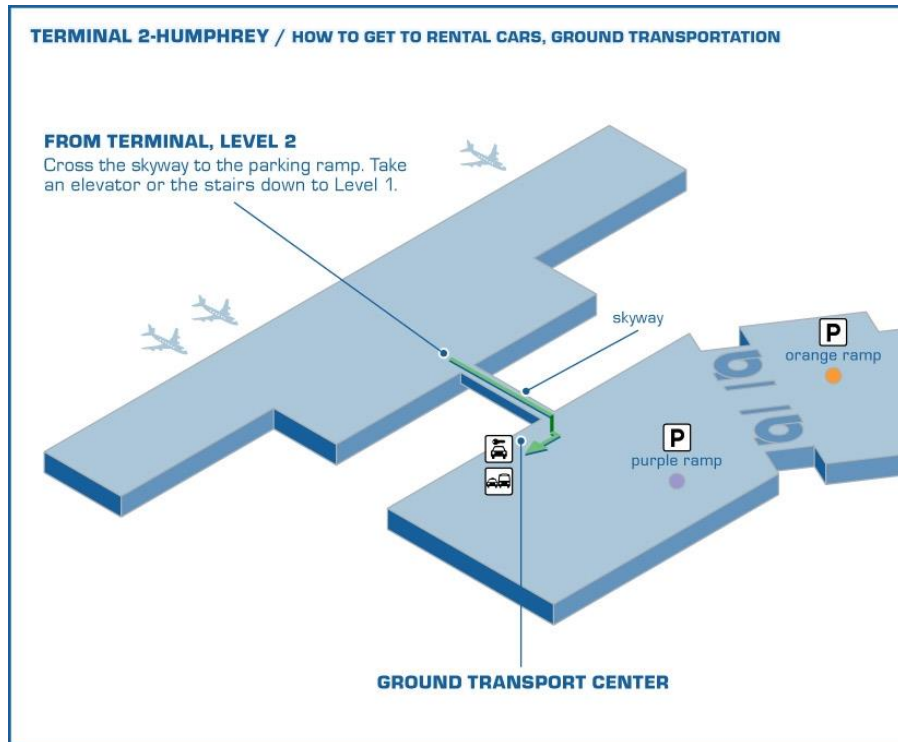 TERMINAL 2-HUMPHREY / HOW TO GET TO RENTAL CARS, GROUND TRANSPORTATION
FROM TERMINAL, LEVEL 2
Cross the skyway to the parking ramp. Take
an elevator or the stairs down to Level 1.
skyway
P
orange ramp
P
purple ramp
GROUND TRANSPORT CENTER